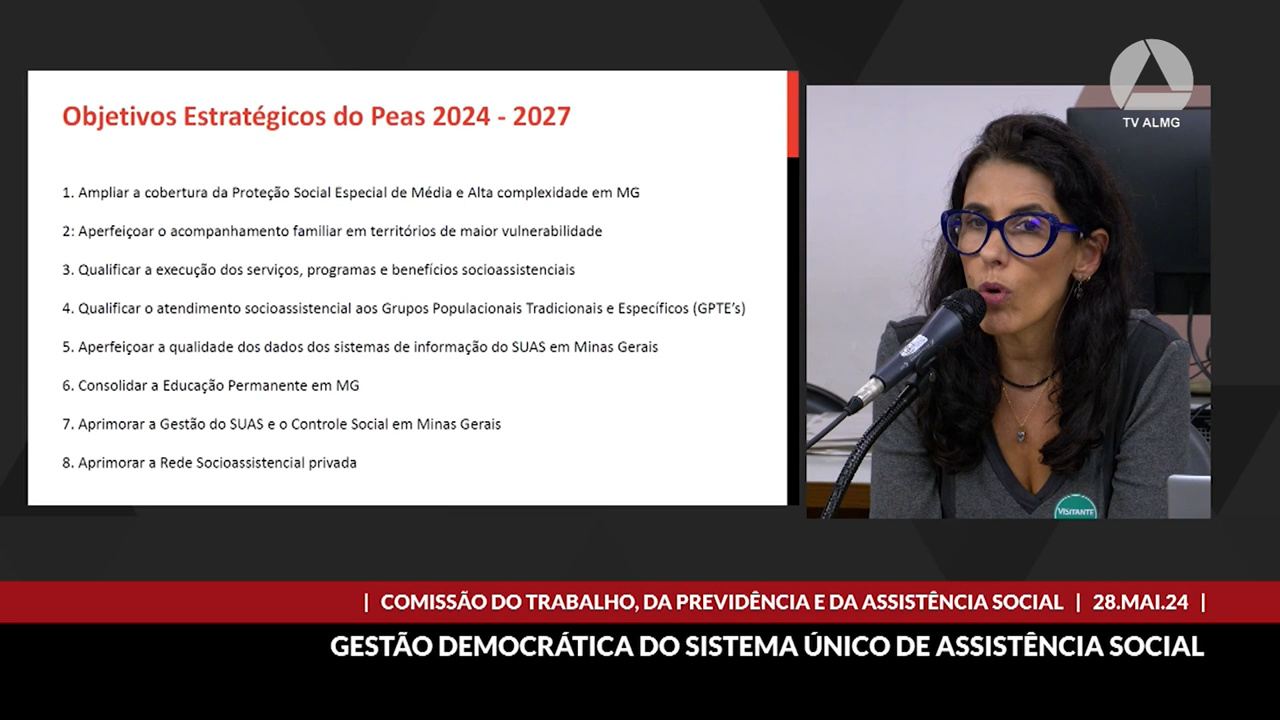 Objetivos Estratégicos do Peas 2024 - 2027
1. Ampliar a cobertura da Proteção Social Especial de Média e Alta complexidade em MG
2: Aperfeiçoar o acompanhamento familiar em territórios de maior vulnerabilidade
3. Qualificar a execução dos serviços, programas e benefícios socioassistenciais
4. Qualificar o atendimento socioassistencial aos Grupos Populacionais Tradicionais e Específicos (GPTE's)
5. Aperfeiçoar a qualidade dos dados dos sistemas de informação do SUAS em Minas Gerais
6. Consolidar a Educação Permanente em MG
7. Aprimorar a Gestão do SUAS e o Controle Social em Minas Gerais
8. Aprimorar a Rede Socioassistencial privada
TV ALMG
VISITANTE
| COMISSÃO DO TRABALHO, DA PREVIDÊNCIA E DA ASSISTÊNCIA SOCIAL | 28.MAI.24 |
GESTÃO DEMOCRÁTICA DO SISTEMA ÚNICO DE ASSISTÊNCIA SOCIAL